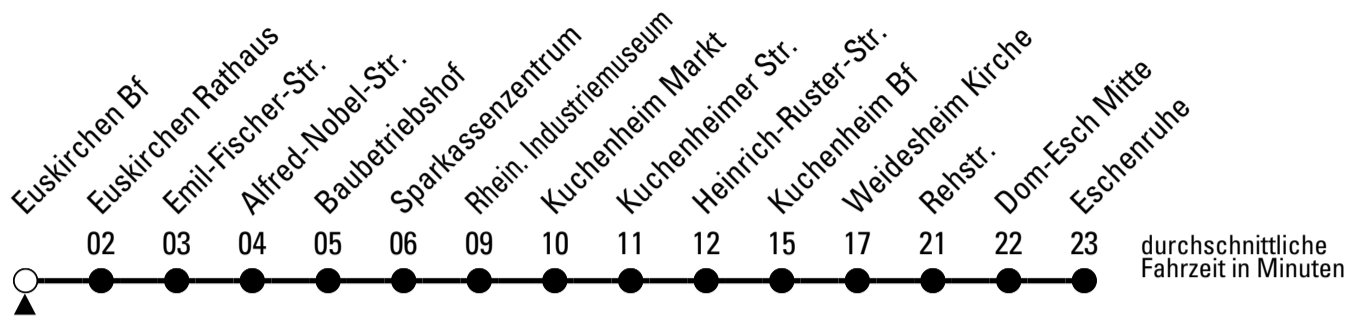 Euskirchen Bf
Euskirchen Rathaus
Emil-Fischer-Str.
Alfred-Nobel-Str.
Baubetriebshof
Sparkassenzentrum
Rhein. Industriemuseum
Kuchenheim Markt
Kuchenheimer Str.
Heinrich-Ruster-Str.
Kuchenheim Bf
Weidesheim Kirche
Rehstr.
Dom-Esch Mitte
Eschenruhe
02 03 04 05 06 09 10 11 12 15 17 21 22 23
durchschnittliche
Fahrzeit in Minuten